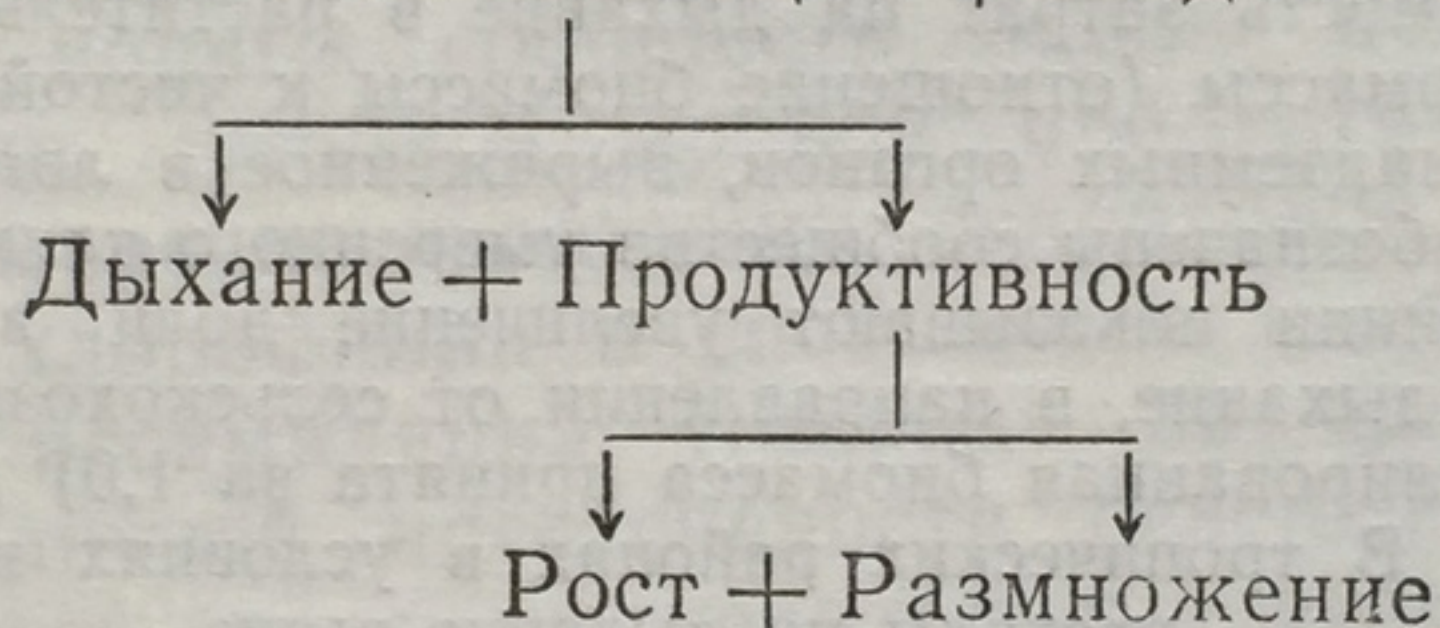 Дыхание + Продуктивность
Рост + Размножение